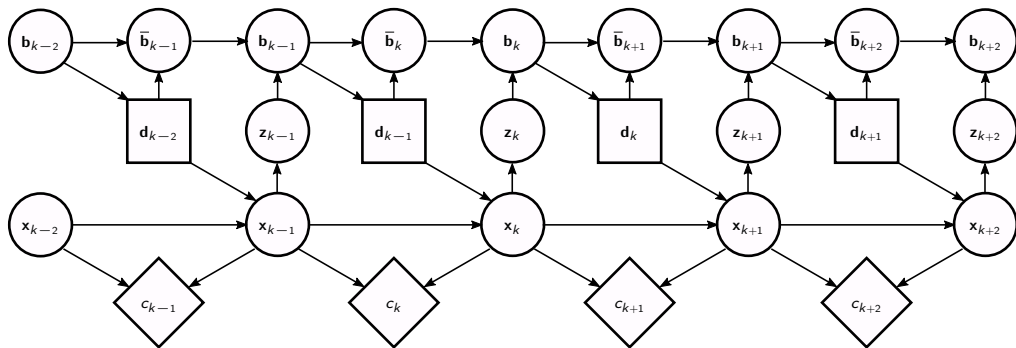 b_{k−2} b̄_{k−1} b_{k−1} b̄_k b_k b̄_{k+1} b_{k+1} b̄_{k+2} b_{k+2}
d_{k−2} z_{k−1} d_{k−1} z_k d_k z_{k+1} d_{k+1} z_{k+2}
x_{k−2} x_{k−1} x_k x_{k+1} x_{k+2}
c_{k−1} c_k c_{k+1} c_{k+2}